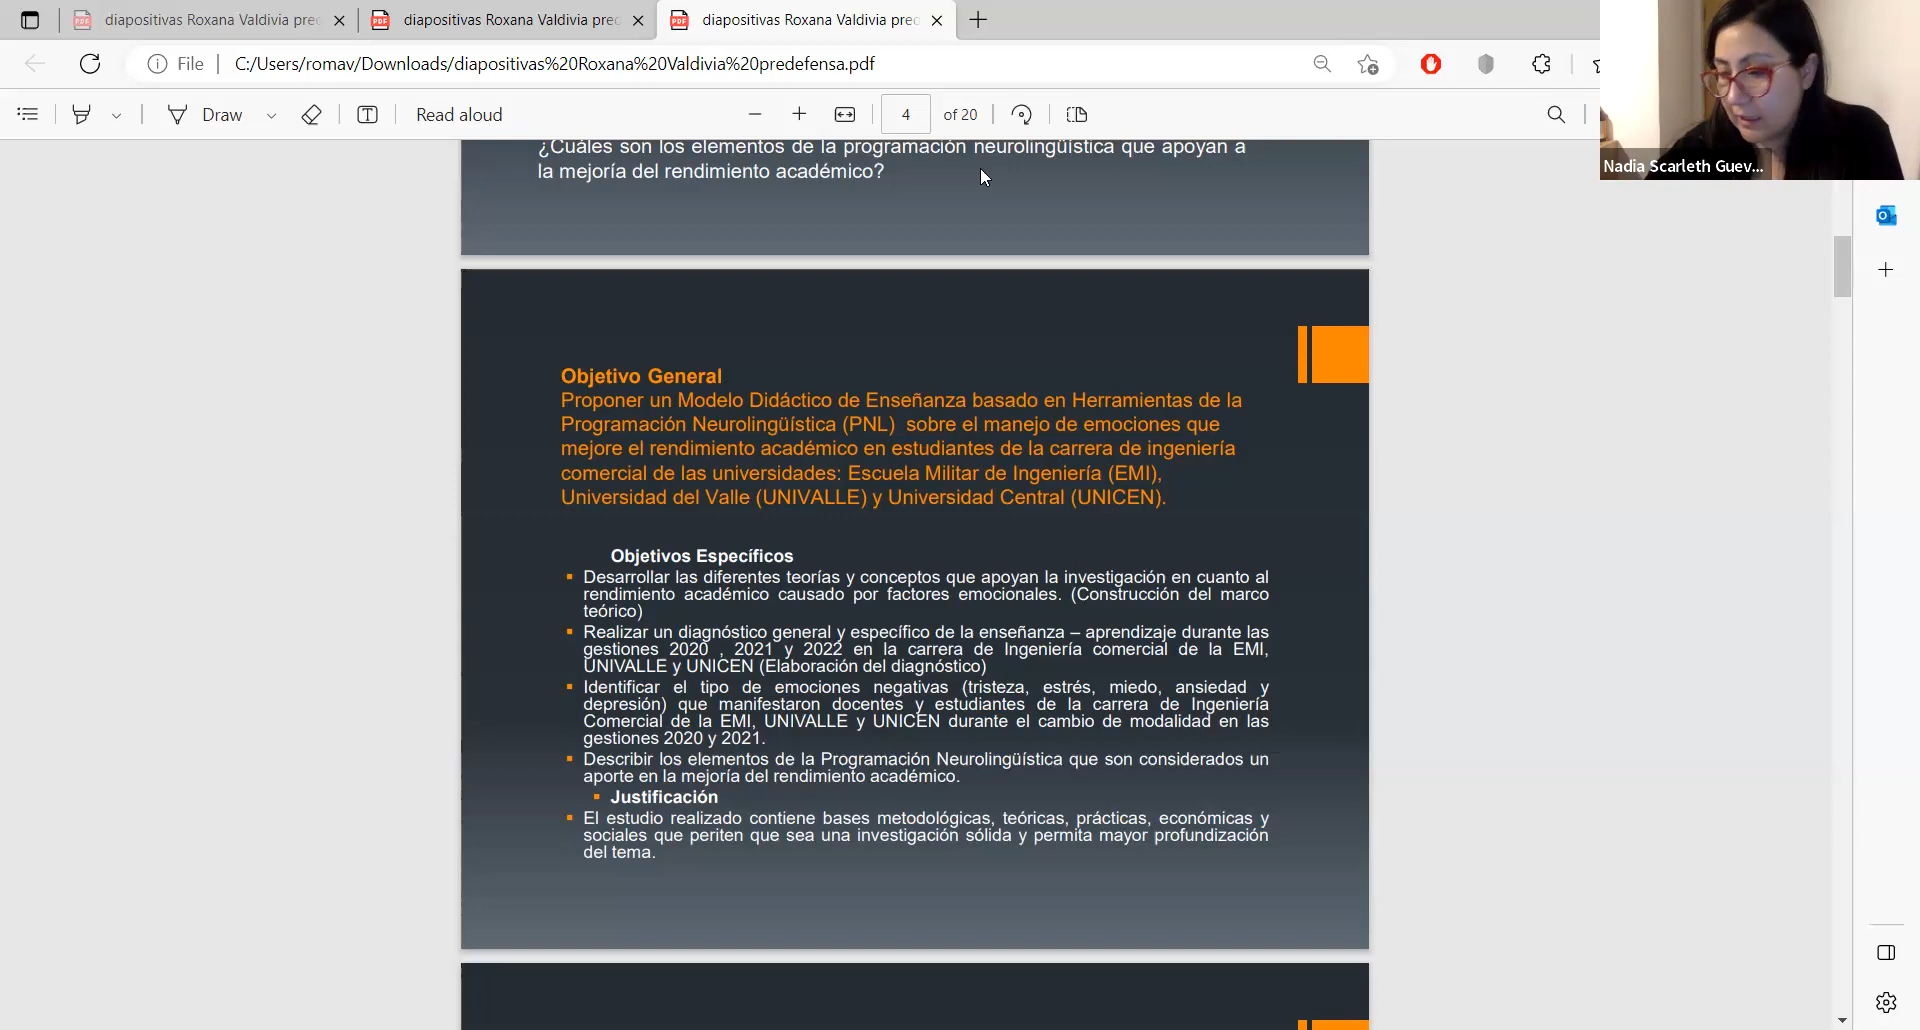 diapositivas Roxana Valdivia pre
diapositivas Roxana Valdivia pre
diapositivas Roxana Valdivia pre
File
C:/Users/romav/Downloads/diapositivas%20Roxana%20Valdivia%20predefensa.pdf
Draw
Read aloud
4 of 20
Nadia Scarleth Guev...
¿Cuáles son los elementos de la programación neurolingüística que apoyan a
la mejoría del rendimiento académico?
Objetivo General
Proponer un Modelo Didáctico de Enseñanza basado en Herramientas de la
Programación Neurolingüística (PNL) sobre el manejo de emociones que
mejore el rendimiento académico en estudiantes de la carrera de ingeniería
comercial de las universidades: Escuela Militar de Ingeniería (EMI),
Universidad del Valle (UNIVALLE) y Universidad Central (UNICEN).
Objetivos Específicos
Desarrollar las diferentes teorías y conceptos que apoyan la investigación en cuanto al
rendimiento académico causado por factores emocionales. (Construcción del marco
teórico)
Realizar un diagnóstico general y específico de la enseñanza – aprendizaje durante las
gestiones 2020 , 2021 y 2022 en la carrera de Ingeniería comercial de la EMI,
UNIVALLE y UNICEN (Elaboración del diagnóstico)
Identificar el tipo de emociones negativas (tristeza, estrés, miedo, ansiedad y
depresión) que manifestaron docentes y estudiantes de la carrera de Ingeniería
Comercial de la EMI, UNIVALLE y UNICEN durante el cambio de modalidad en las
gestiones 2020 y 2021.
Describir los elementos de la Programación Neurolingüística que son considerados un
aporte en la mejoría del rendimiento académico.
Justificación
El estudio realizado contiene bases metodológicas, teóricas, prácticas, económicas y
sociales que periten que sea una investigación sólida y permita mayor profundización
del tema.